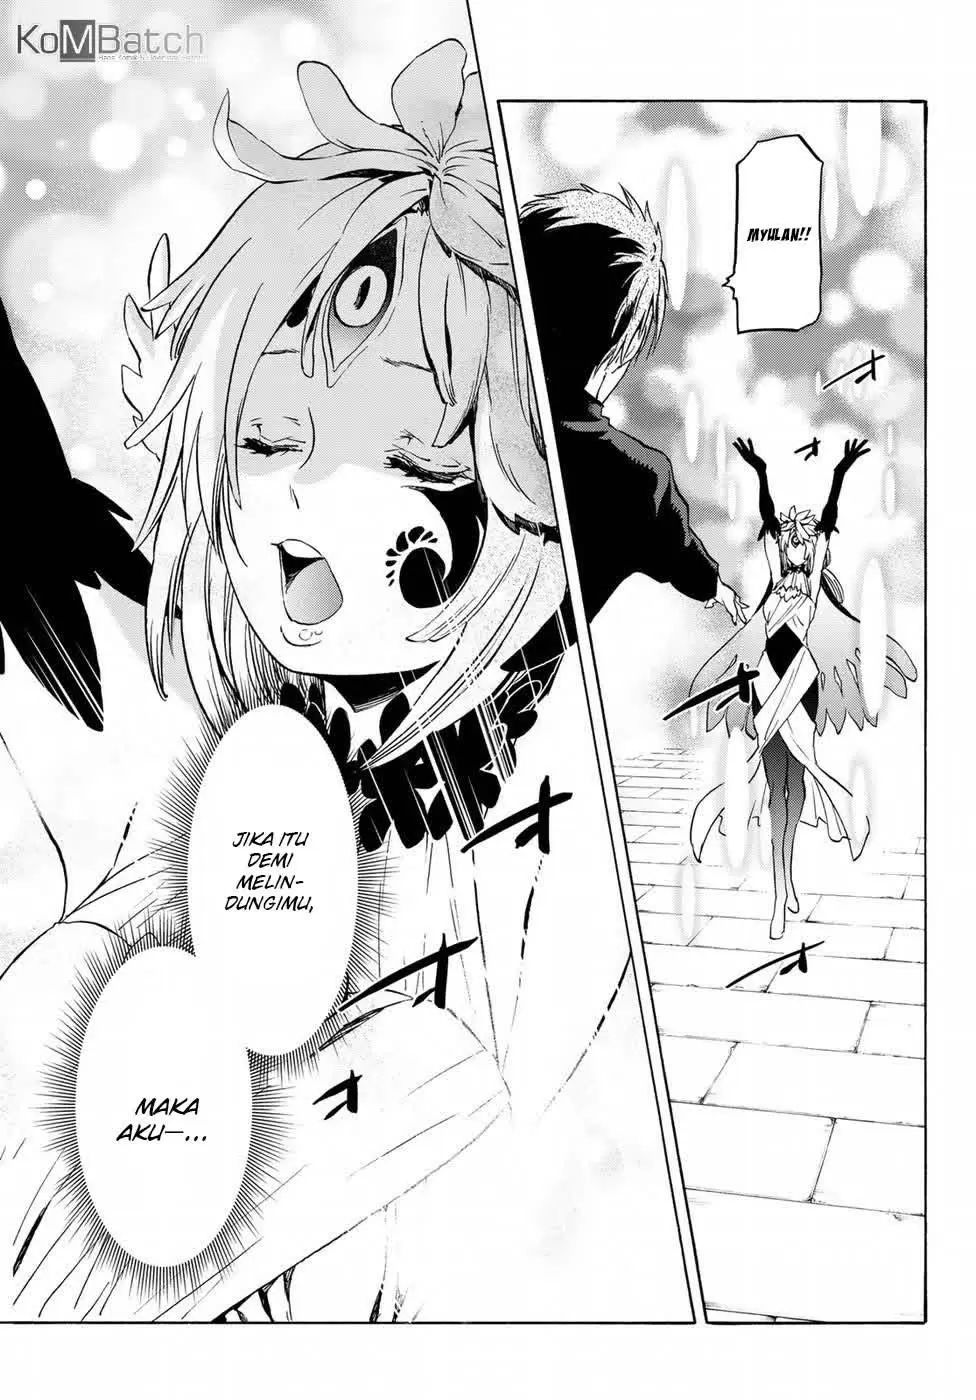 KoMBatch
MYULAN!!
JIKA ITU
DEMI
MELIN-
DUNGIMU,
MAKA
AKU—...